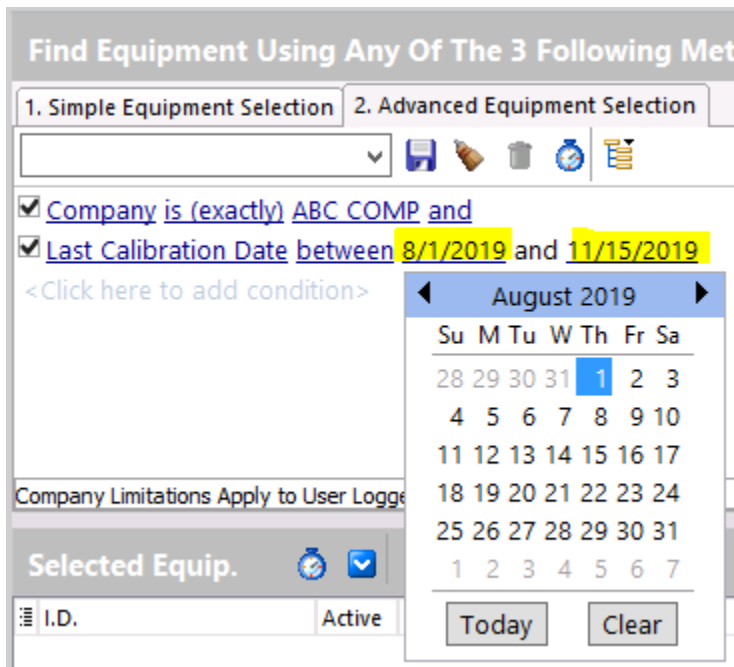 Find Equipment Using Any Of The 3 Following Met
1. Simple Equipment Selection
2. Advanced Equipment Selection
Company is (exactly) ABC COMP and
Last Calibration Date between 8/1/2019 and 11/15/2019
<Click here to add condition>
August 2019
Su M Tu W Th Fr Sa
28 29 30 31 1 2 3
4 5 6 7 8 9 10
11 12 13 14 15 16 17
18 19 20 21 22 23 24
25 26 27 28 29 30 31
1 2 3 4 5 6 7
Today Clear
Company Limitations Apply to User Logge
Selected Equip.
I.D. Active